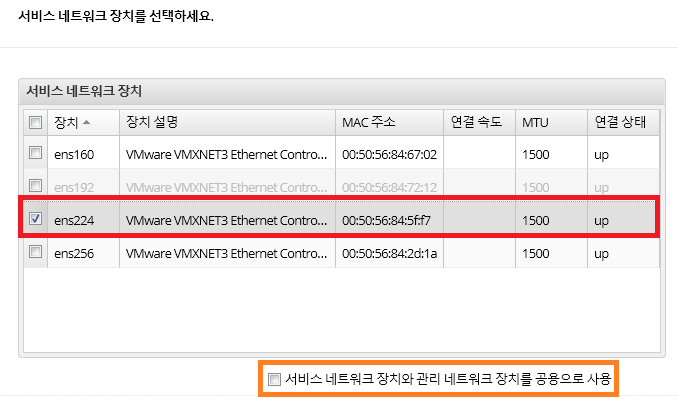 서비스 네트워크 장치를 선택하세요.
서비스 네트워크 장치
장치 장치 설명 MAC 주소 연결 속도 MTU 연결 상태
ens160 VMware VMXNET3 Ethernet Contro... 00:50:56:84:67:02 1500 up
ens192 VMware VMXNET3 Ethernet Contro... 00:50:56:84:72:12 1500 up
ens224 VMware VMXNET3 Ethernet Contro... 00:50:56:84:5f:f7 1500 up
ens256 VMware VMXNET3 Ethernet Contro... 00:50:56:84:2d:1a 1500 up
서비스 네트워크 장치와 관리 네트워크 장치를 공용으로 사용